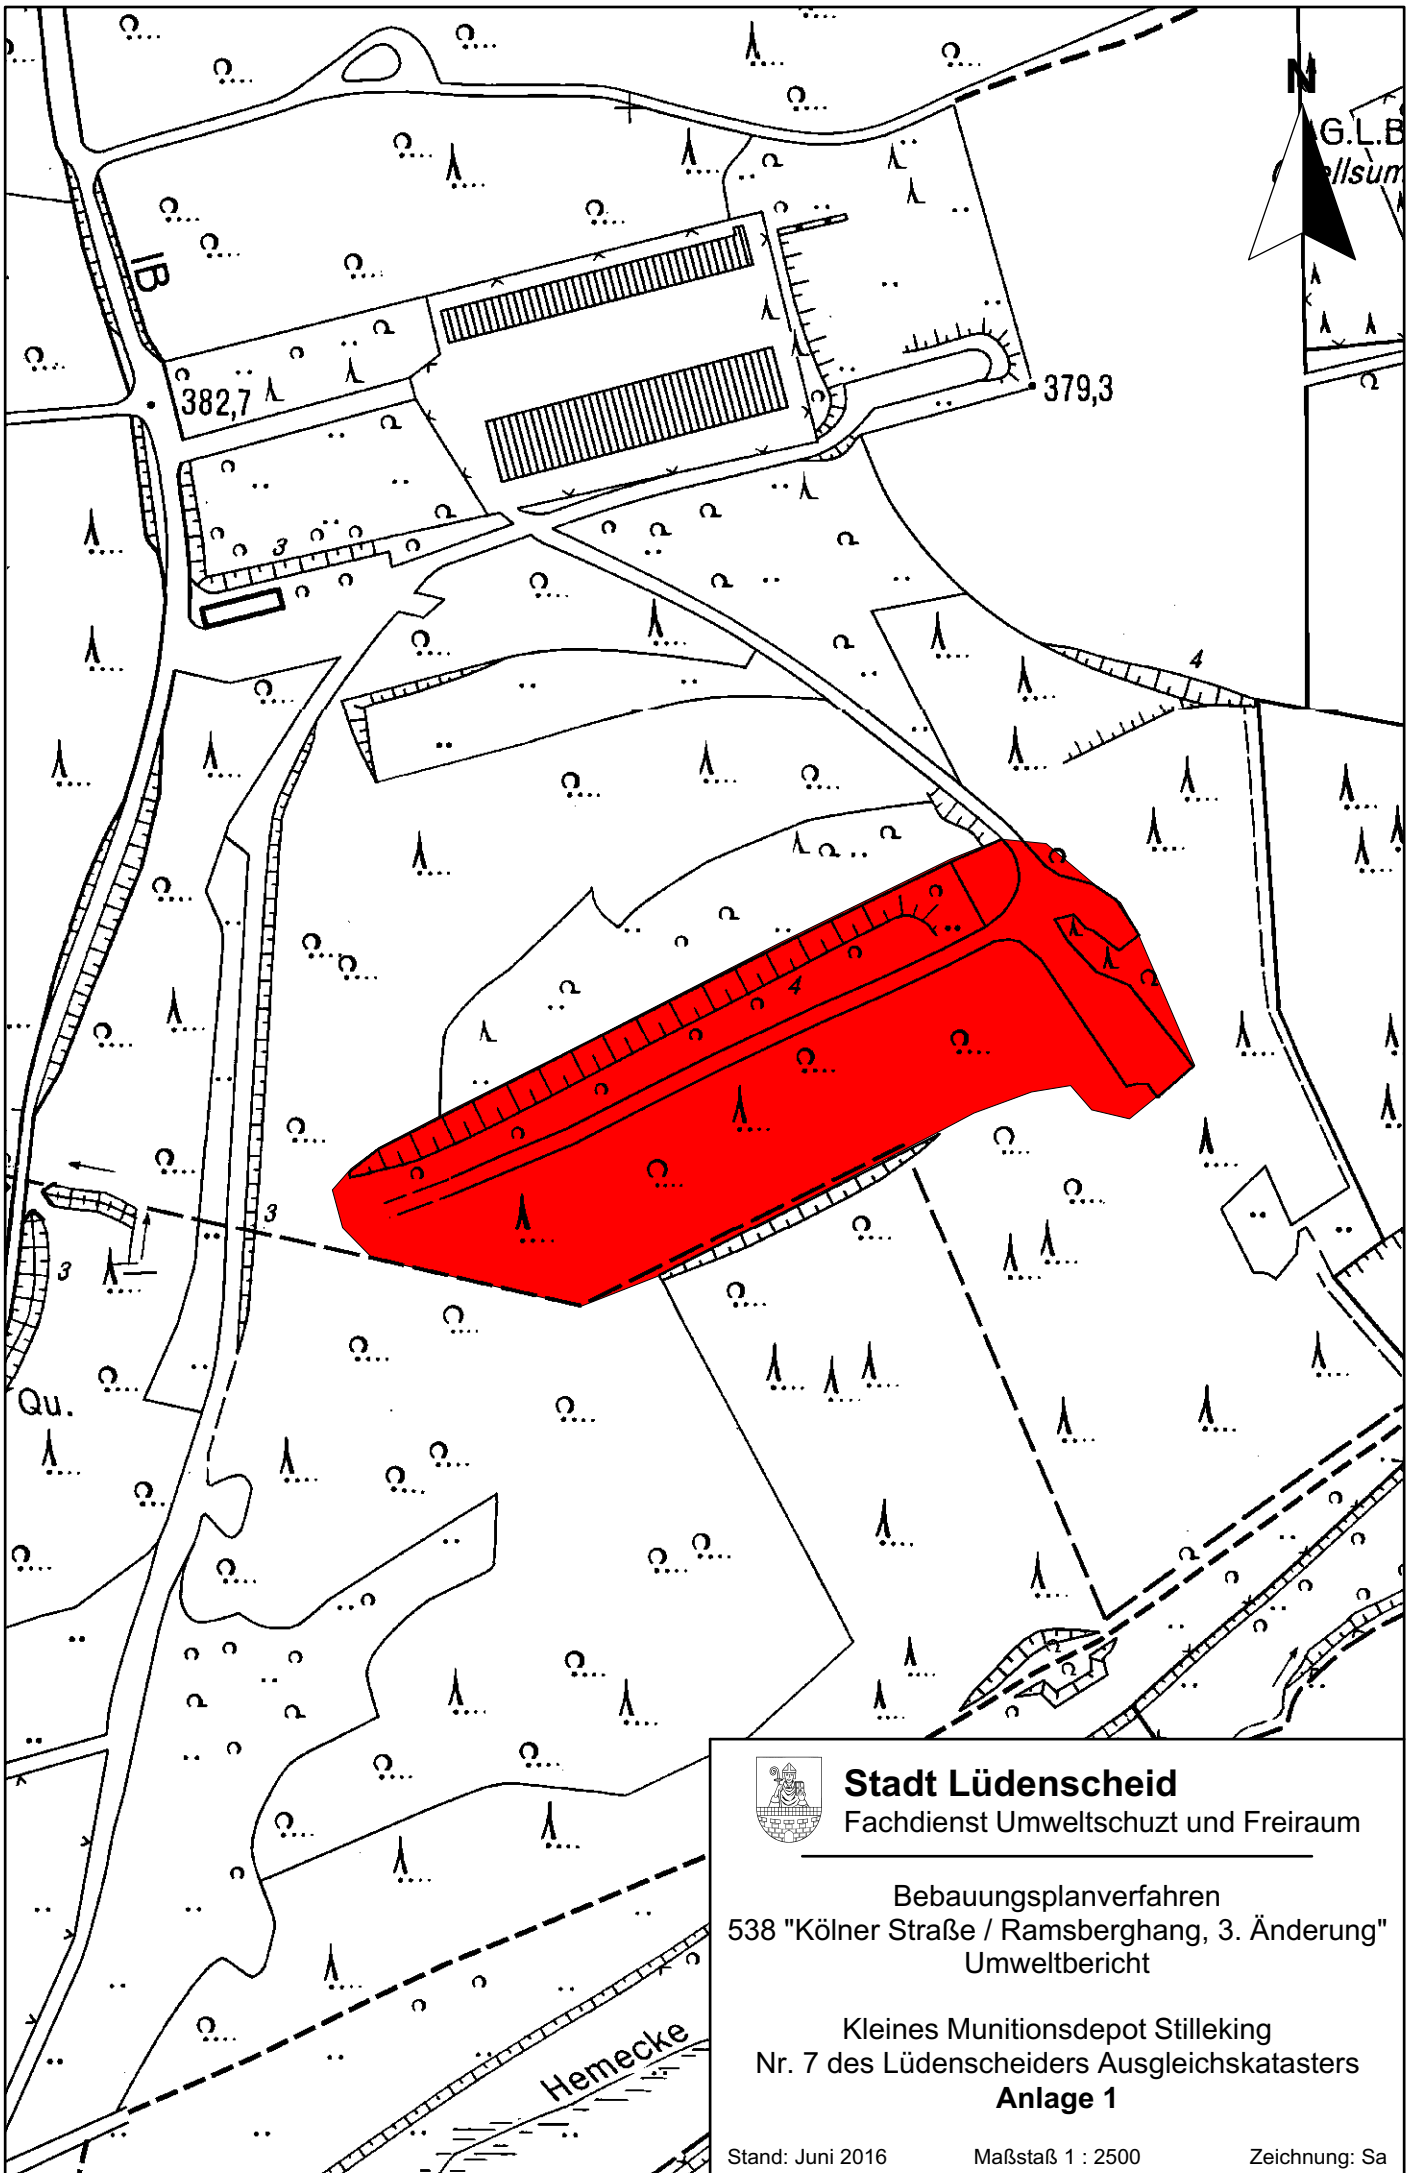 N
G.L.B
IB
382,7
379,3
3
4
4
3
3
Qu.
Hemecke
Stadt Lüdenscheid
Fachdienst Umweltschuzt und Freiraum
Bebauungsplanverfahren
538 "Kölner Straße / Ramsberghang, 3. Änderung"
Umweltbericht
Kleines Munitionsdepot Stilleking
Nr. 7 des Lüdenscheiders Ausgleichskatasters
Anlage 1
Stand: Juni 2016 Maßstaß 1 : 2500 Zeichnung: Sa